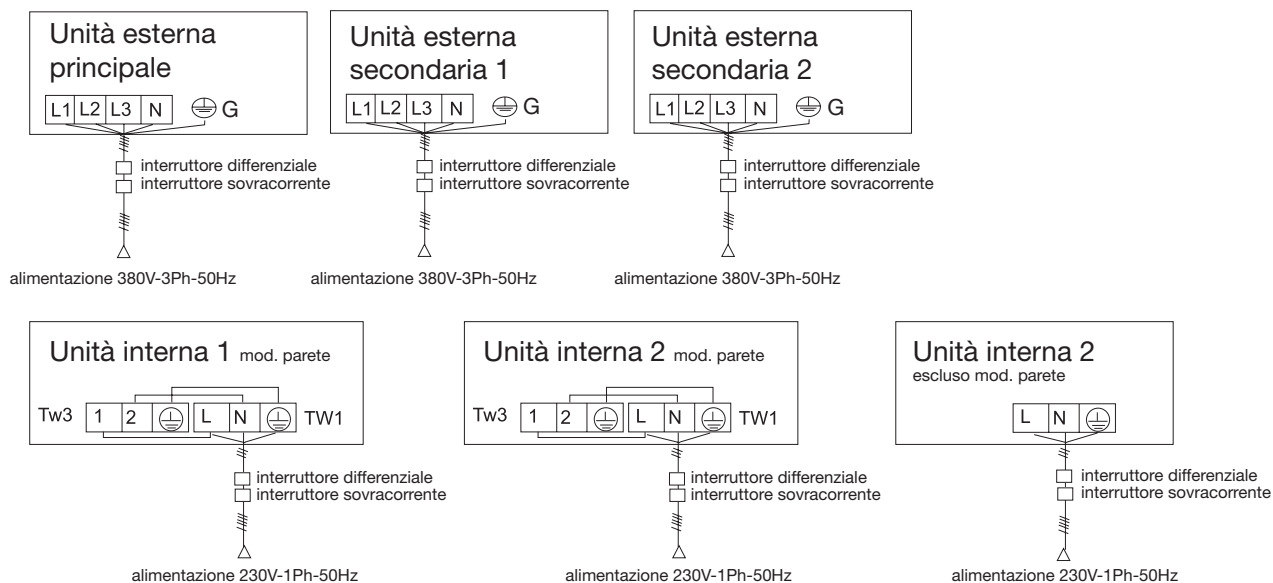 Unità esterna
principale
L1 L2 L3 N G
interruttore differenziale
interruttore sovracorrente
alimentazione 380V-3Ph-50Hz
Unità esterna
secondaria 1
L1 L2 L3 N G
interruttore differenziale
interruttore sovracorrente
alimentazione 380V-3Ph-50Hz
Unità esterna
secondaria 2
L1 L2 L3 N G
interruttore differenziale
interruttore sovracorrente
alimentazione 380V-3Ph-50Hz
Unità interna 1 mod. parete
Tw3 1 2 L N TW1
interruttore differenziale
interruttore sovracorrente
alimentazione 230V-1Ph-50Hz
Unità interna 2 mod. parete
Tw3 1 2 L N TW1
interruttore differenziale
interruttore sovracorrente
alimentazione 230V-1Ph-50Hz
Unità interna 2
escluso mod. parete
L N
interruttore differenziale
interruttore sovracorrente
alimentazione 230V-1Ph-50Hz